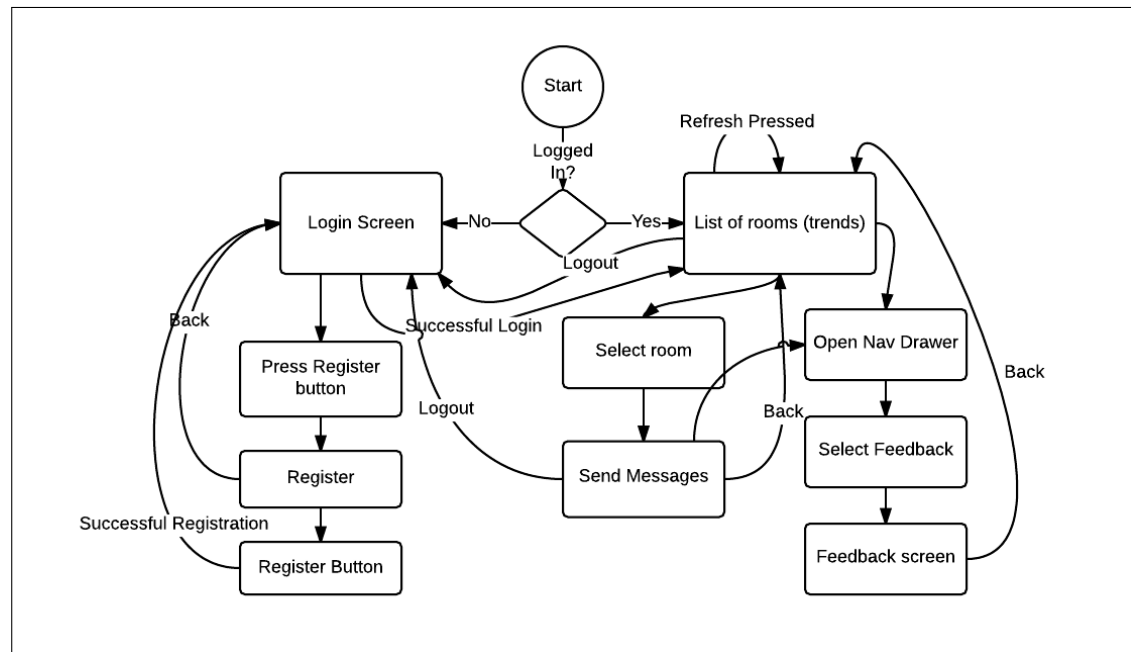 Start
Refresh Pressed
Logged
In?
Login Screen
No
Yes
List of rooms (trends)
Logout
Back
Successful Login
Select room
Open Nav Drawer
Press Register
button
Back
Logout
Back
Select Feedback
Register
Send Messages
Successful Registration
Feedback screen
Register Button